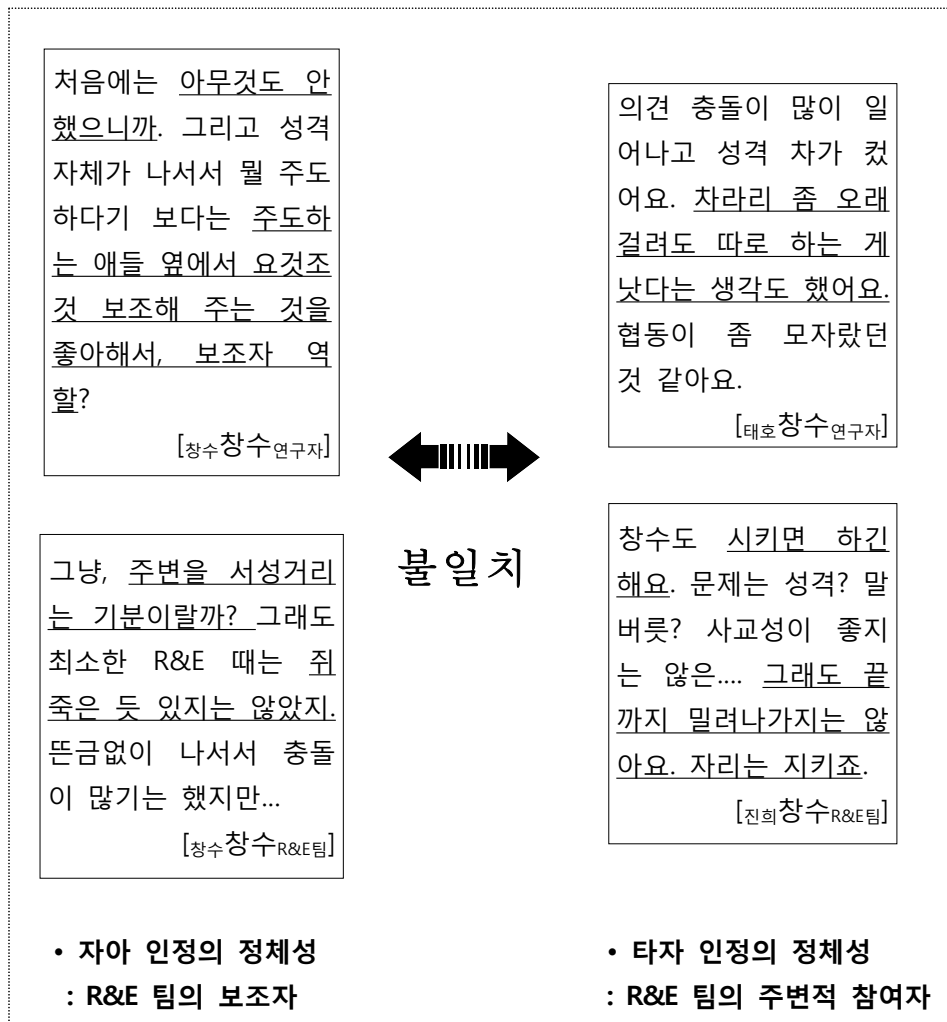 처음에는 아무것도 안
했으니까. 그리고 성격
자체가 나서서 뭘 주도
하다기 보다는 주도하
는 애들 옆에서 요것조
것 보조해 주는 것을
좋아해서, 보조자 역
할?
[창수창수연구자]
그냥, 주변을 서성거리
는 기분이랄까? 그래도
최소한 R&E 때는 쥐
죽은 듯 있지는 않았지.
뜬금없이 나서서 충돌
이 많기는 했지만...
[창수창수R&E팀]
불일치
의견 충돌이 많이 일
어나고 성격 차가 컸
어요. 차라리 좀 오래
걸려도 따로 하는 게
낫다는 생각도 했어요.
협동이 좀 모자랐던
것 같아요.
[태호창수연구자]
창수도 시키면 하긴
해요. 문제는 성격? 말
버릇? 사교성이 좋지
는 않은.... 그래도 끝
까지 밀려나가지는 않
아요. 자리는 지키죠.
[진희창수R&E팀]
• 자아 인정의 정체성
: R&E 팀의 보조자
• 타자 인정의 정체성
: R&E 팀의 주변적 참여자